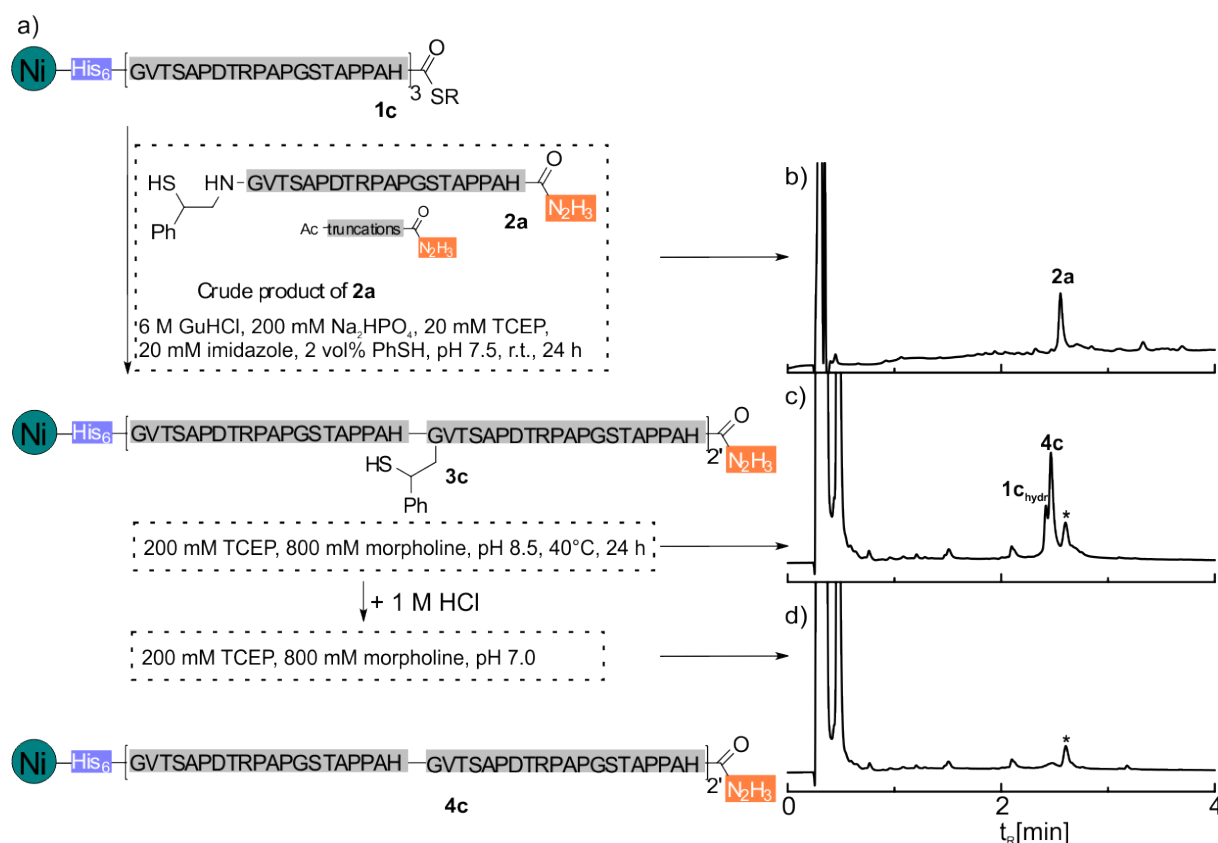 a)
Ni His₆ GVTSAPDTRPAPGSTAPPAH 3 O SR
1c
HS HN GVTSAPDTRPAPGSTAPPAH O N₂H₃
Ph 2a
Ac truncations O N₂H₃
Crude product of 2a
6 M GuHCl, 200 mM Na₂HPO₄, 20 mM TCEP,
20 mM imidazole, 2 vol% PhSH, pH 7.5, r.t., 24 h
Ni His₆ GVTSAPDTRPAPGSTAPPAH GVTSAPDTRPAPGSTAPPAH 2' O N₂H₃
HS 3c
Ph
200 mM TCEP, 800 mM morpholine, pH 8.5, 40°C, 24 h
+ 1 M HCl
200 mM TCEP, 800 mM morpholine, pH 7.0
Ni His₆ GVTSAPDTRPAPGSTAPPAH GVTSAPDTRPAPGSTAPPAH 2' O N₂H₃
4c
b)
2a
c)
4c
1c hydr
*
d)
*
0 2 4
t_R[min]